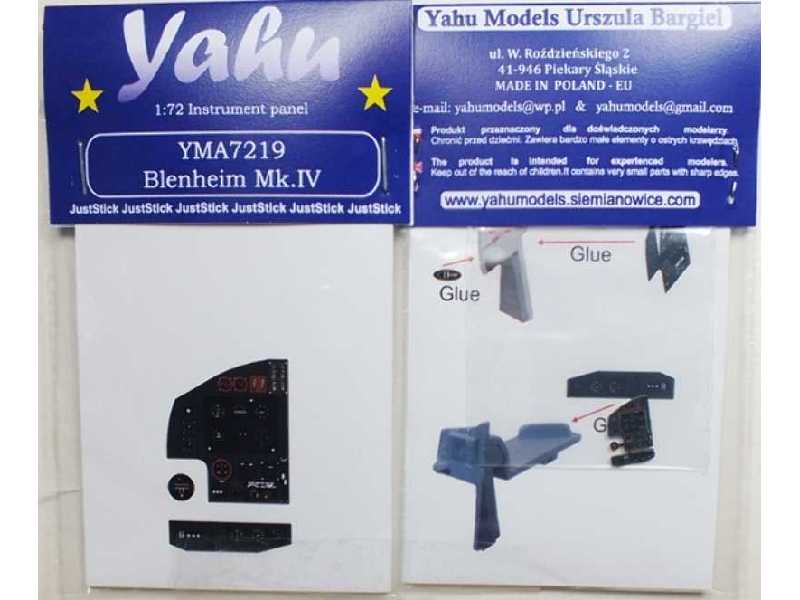 Yahu
1:72 Instrument panel
YMA7219
Blenheim Mk.IV
JustStick JustStick JustStick JustStick JustStick JustStick
Yahu Models Urszula Bargiel
ul. W. Roździeńskiego 2
41-946 Piekary Śląskie
MADE IN POLAND - EU
e-mail: yahumodels@wp.pl & yahumodels@gmail.com
Produkt przeznaczony dla doświadczonych modelarzy.
Chronić przed dziećmi. Zawiera bardzo małe elementy o ostrych krawędziach
The product is intended for experienced modelers.
Keep out of the reach of children.It contains very small parts with sharp edges.
www.yahumodels.siemianowice.com
Glue
Glue
G